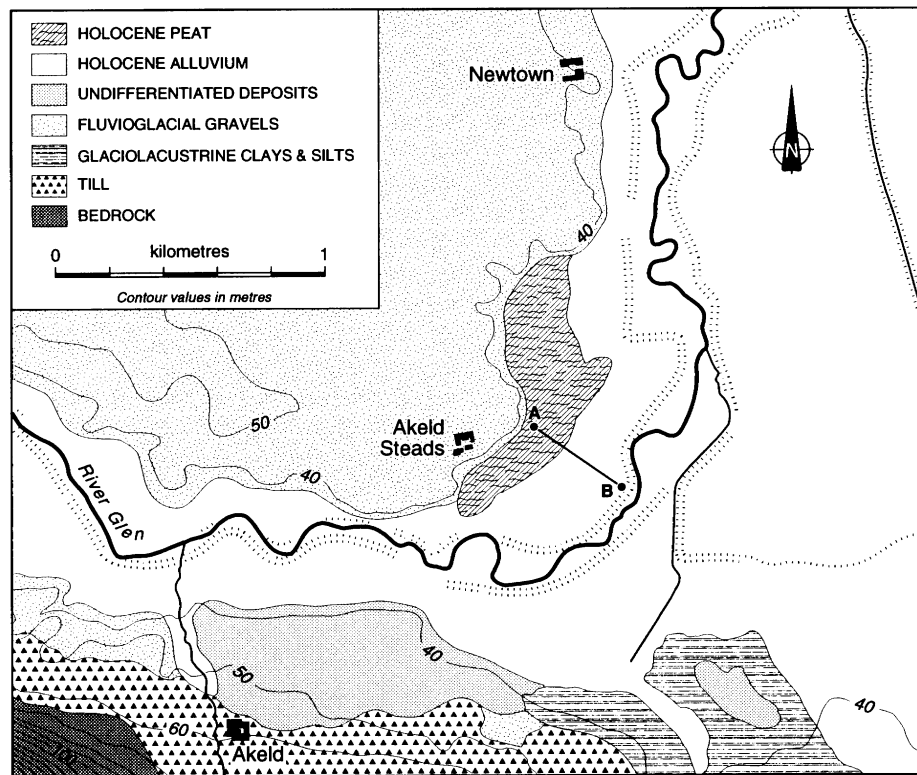 HOLOCENE PEAT
HOLOCENE ALLUVIUM
UNDIFFERENTIATED DEPOSITS
FLUVIOGLACIAL GRAVELS
GLACIOLACUSTRINE CLAYS & SILTS
TILL
BEDROCK
0 kilometres 1
Contour values in metres
Newtown
N
40
50
A
Akeld
Steads
40
B
River Glen
40
50
40
60
Akeld
100